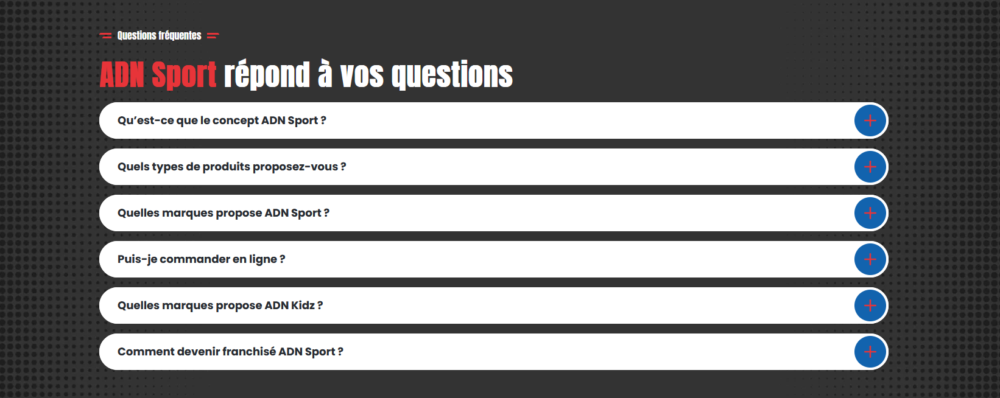 Questions fréquentes
ADN Sport répond à vos questions
Qu’est-ce que le concept ADN Sport ?
Quels types de produits proposez-vous ?
Quelles marques propose ADN Sport ?
Puis-je commander en ligne ?
Quelles marques propose ADN Kidz ?
Comment devenir franchisé ADN Sport ?